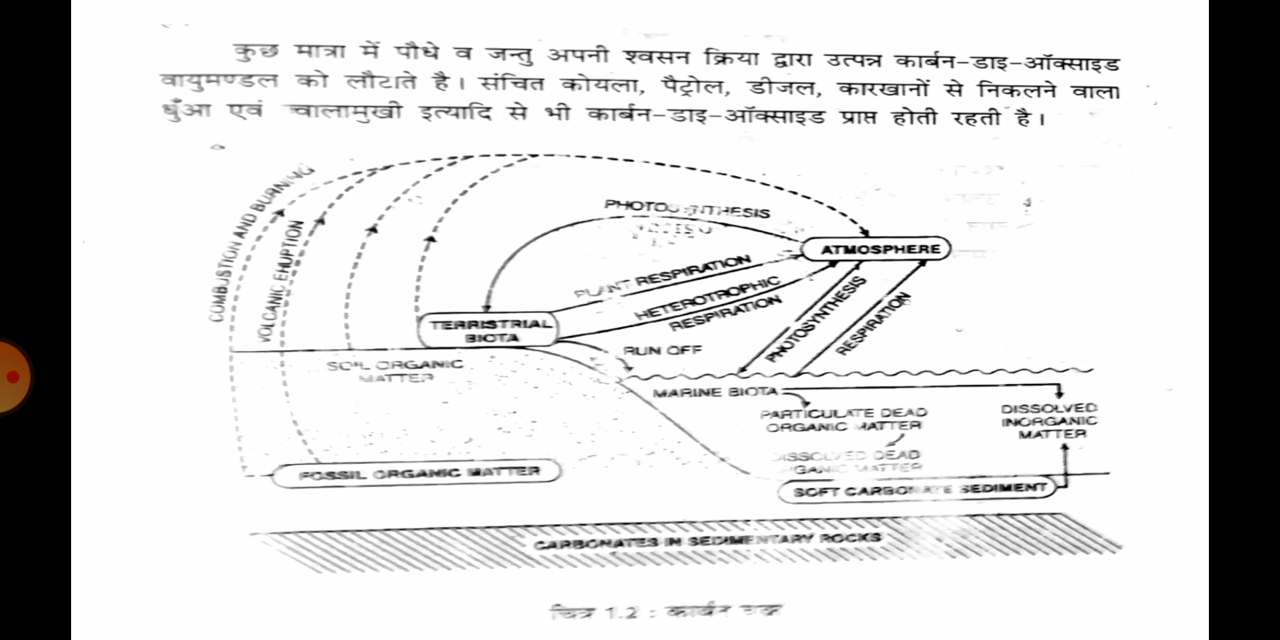 कुछ मात्रा में पौधे व जन्तु अपनी श्वसन क्रिया द्वारा उत्पन्न कार्बन-डाइ-ऑक्साइड
वायुमण्डल को लौटाते है। संचित कोयला, पैट्रोल, डीजल, कारखानों से निकलने वाला
धुँआ एवं ज्वालामुखी इत्यादि से भी कार्बन-डाइ-ऑक्साइड प्राप्त होती रहती है।
COMBUSTION AND BURNING
VOLCANIC ERUPTION
PHOTOSYNTHESIS
ATMOSPHERE
PLANT RESPIRATION
HETEROTROPHIC
RESPIRATION
PHOTOSYNTHESIS
RESPIRATION
TERRISTRIAL
BIOTA
RUN OFF
SOIL ORGANIC
MATTER
MARINE BIOTA
PARTICULATE DEAD
ORGANIC MATTER
DISSOLVED
INORGANIC
MATTER
DISSOLVED DEAD
ORGANIC MATTER
FOSSIL ORGANIC MATTER
SOFT CARBONATE SEDIMENT
CARBONATES IN SEDIMENTARY ROCKS
चित्र 1.2 : कार्बन चक्र